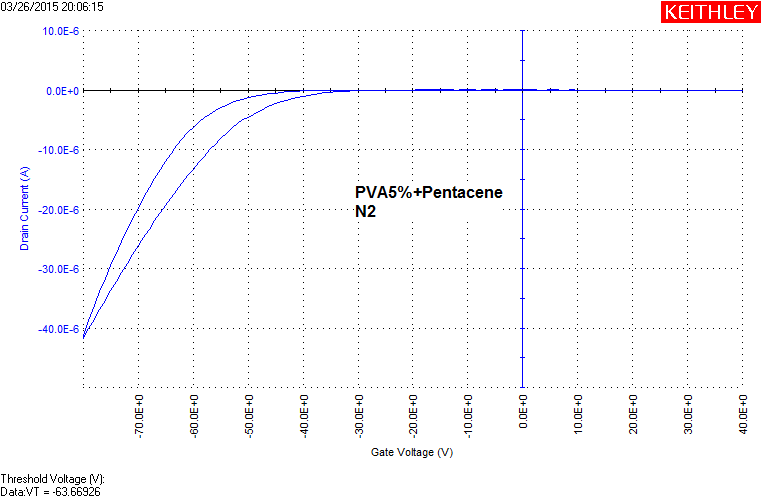 03/26/2015 20:06:15
KEITHLEY
10.0E-6
0.0E+0
-10.0E-6
-20.0E-6
-30.0E-6
-40.0E-6
Drain Current (A)
PVA5%+Pentacene
N2
-70.0E+0
-60.0E+0
-50.0E+0
-40.0E+0
-30.0E+0
-20.0E+0
-10.0E+0
0.0E+0
10.0E+0
20.0E+0
30.0E+0
40.0E+0
Gate Voltage (V)
Threshold Voltage (V):
Data:VT = -63.66926